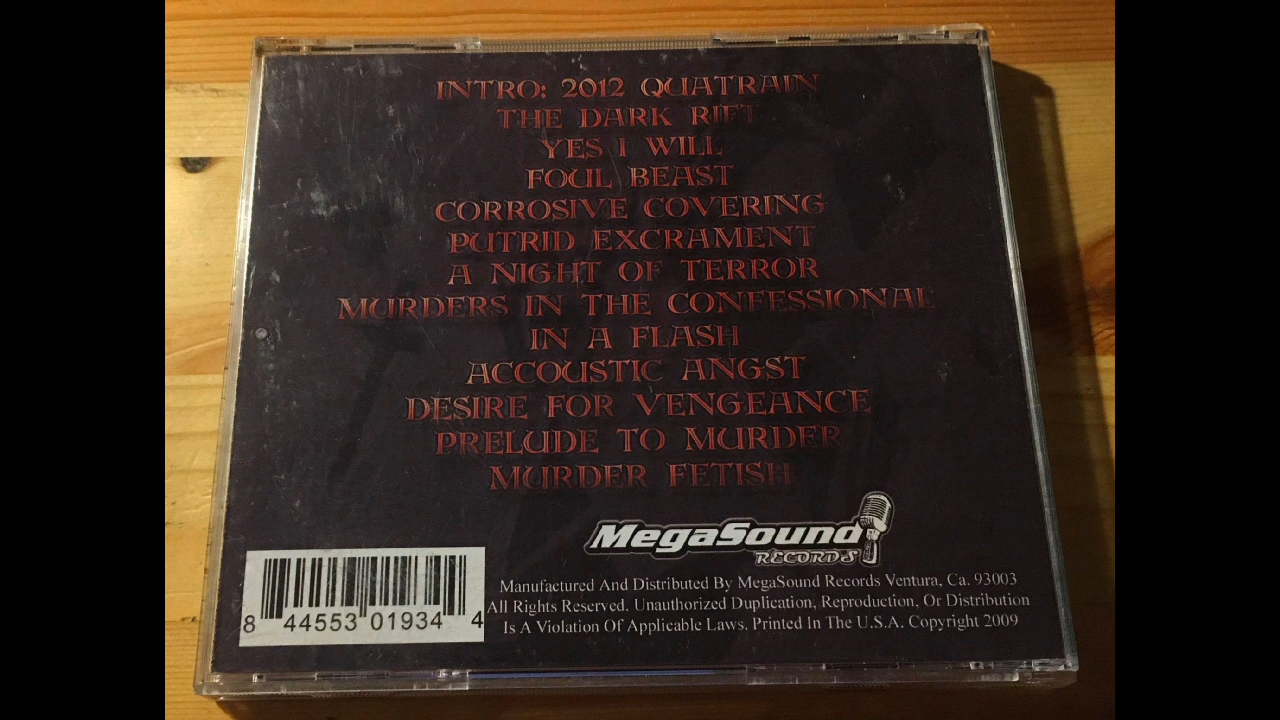 INTRO: 2012 QUATRAIN
THE DARK RIFT
YES I WILL
FOUL BEAST
CORROSIVE COVERING
PUTRID EXCRAMENT
A NIGHT OF TERROR
MURDERS IN THE CONFESSIONAL
IN A FLASH
ACCOUSTIC ANGST
DESIRE FOR VENGEANCE
PRELUDE TO MURDER
MURDER FETISH
MegaSound
RECORDS
Manufactured And Distributed By MegaSound Records Ventura, Ca. 93003
All Rights Reserved. Unauthorized Duplication, Reproduction, Or Distribution
Is A Violation Of Applicable Laws. Printed In The U.S.A. Copyright 2009
8 44553 01934 4